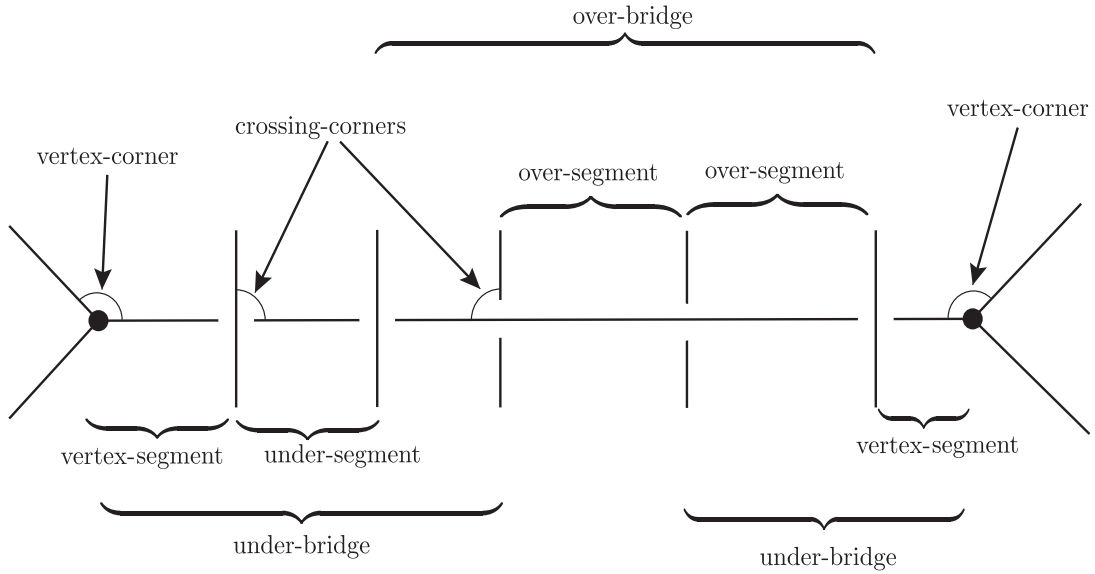 over-bridge
vertex-corner
crossing-corners
vertex-corner
over-segment
over-segment
vertex-segment
under-segment
vertex-segment
under-bridge
under-bridge